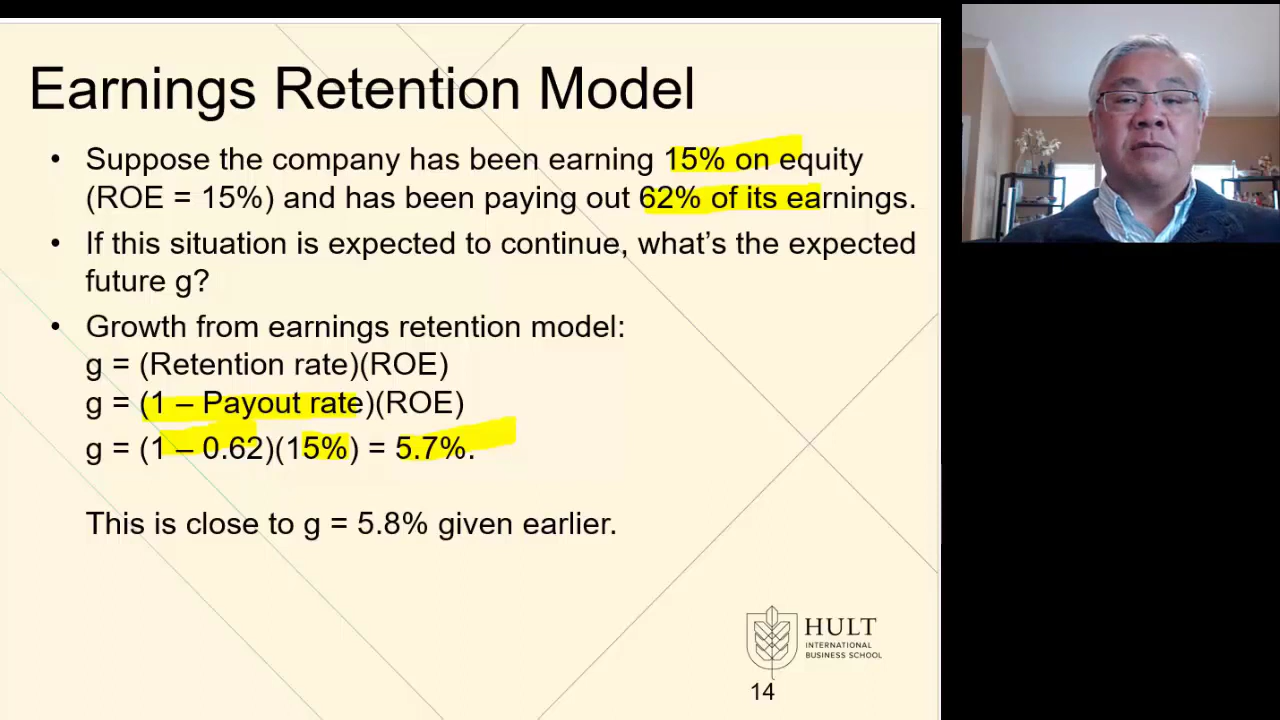 Earnings Retention Model
• Suppose the company has been earning 15% on equity
(ROE = 15%) and has been paying out 62% of its earnings.
• If this situation is expected to continue, what’s the expected
future g?
• Growth from earnings retention model:
g = (Retention rate)(ROE)
g = (1 – Payout rate)(ROE)
g = (1 – 0.62)(15%) = 5.7%.
This is close to g = 5.8% given earlier.
HULT
INTERNATIONAL
BUSINESS SCHOOL
14